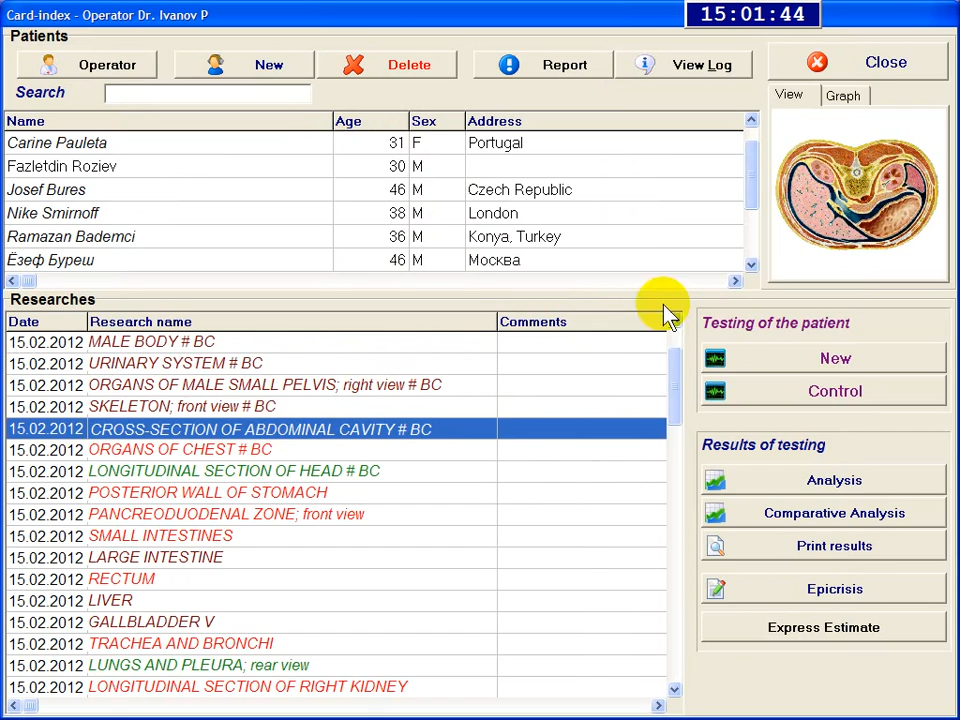 Card-index - Operator Dr. Ivanov P
15:01:44
Patients
Operator New Delete Report View Log Close
Search
View Graph
Name Age Sex Address
Carine Pauleta 31 F Portugal
Fazletdin Roziev 30 M
Josef Bures 46 M Czech Republic
Nike Smirnoff 38 M London
Ramazan Bademci 36 M Konya, Turkey
Ёзеф Буреш 46 M Москва
Researches
Date Research name Comments
15.02.2012 MALE BODY # BC
15.02.2012 URINARY SYSTEM # BC
15.02.2012 ORGANS OF MALE SMALL PELVIS; right view # BC
15.02.2012 SKELETON; front view # BC
15.02.2012 CROSS-SECTION OF ABDOMINAL CAVITY # BC
15.02.2012 ORGANS OF CHEST # BC
15.02.2012 LONGITUDINAL SECTION OF HEAD # BC
15.02.2012 POSTERIOR WALL OF STOMACH
15.02.2012 PANCREODUODENAL ZONE; front view
15.02.2012 SMALL INTESTINES
15.02.2012 LARGE INTESTINE
15.02.2012 RECTUM
15.02.2012 LIVER
15.02.2012 GALLBLADDER V
15.02.2012 TRACHEA AND BRONCHI
15.02.2012 LUNGS AND PLEURA; rear view
15.02.2012 LONGITUDINAL SECTION OF RIGHT KIDNEY
Testing of the patient
New
Control
Results of testing
Analysis
Comparative Analysis
Print results
Epicrisis
Express Estimate